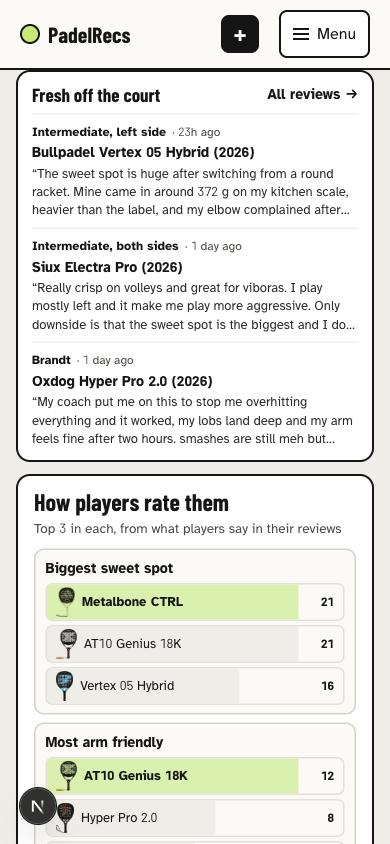 PadelRecs
+
Menu
Fresh off the court
All reviews →
Intermediate, left side · 23h ago
Bullpadel Vertex 05 Hybrid (2026)
“The sweet spot is huge after switching from a round
racket. Mine came in around 372 g on my kitchen scale,
heavier than the label, and my elbow complained after...
Intermediate, both sides · 1 day ago
Siux Electra Pro (2026)
“Really crisp on volleys and great for viboras. I play
mostly left and it make me play more aggressive. Only
downside is that the sweet spot is the biggest and I do...
Brandt · 1 day ago
Oxdog Hyper Pro 2.0 (2026)
“My coach put me on this to stop me overhitting
everything and it worked, my lobs land deep and my arm
feels fine after two hours. smashes are still meh but...
How players rate them
Top 3 in each, from what players say in their reviews
Biggest sweet spot
Metalbone CTRL 21
AT10 Genius 18K 21
Vertex 05 Hybrid 16
Most arm friendly
AT10 Genius 18K 12
N
Hyper Pro 2.0 8